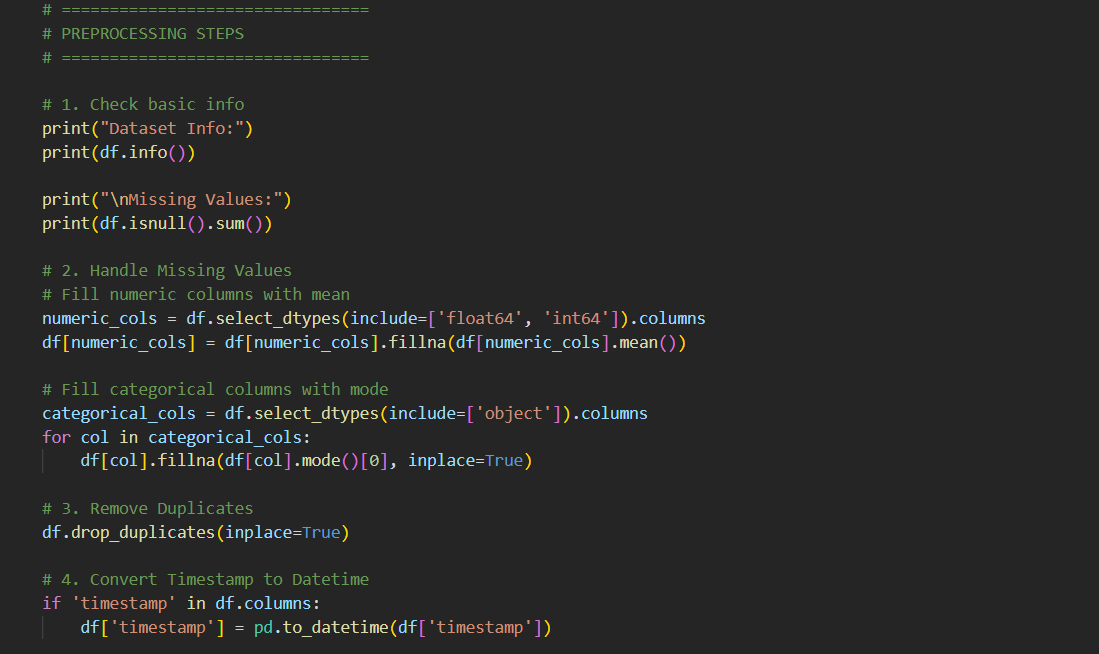 # ================================
# PREPROCESSING STEPS
# ================================
# 1. Check basic info
print("Dataset Info:")
print(df.info())
print("\nMissing Values:")
print(df.isnull().sum())
# 2. Handle Missing Values
# Fill numeric columns with mean
numeric_cols = df.select_dtypes(include=['float64', 'int64']).columns
df[numeric_cols] = df[numeric_cols].fillna(df[numeric_cols].mean())
# Fill categorical columns with mode
categorical_cols = df.select_dtypes(include=['object']).columns
for col in categorical_cols:
    df[col].fillna(df[col].mode()[0], inplace=True)
# 3. Remove Duplicates
df.drop_duplicates(inplace=True)
# 4. Convert Timestamp to Datetime
if 'timestamp' in df.columns:
    df['timestamp'] = pd.to_datetime(df['timestamp'])